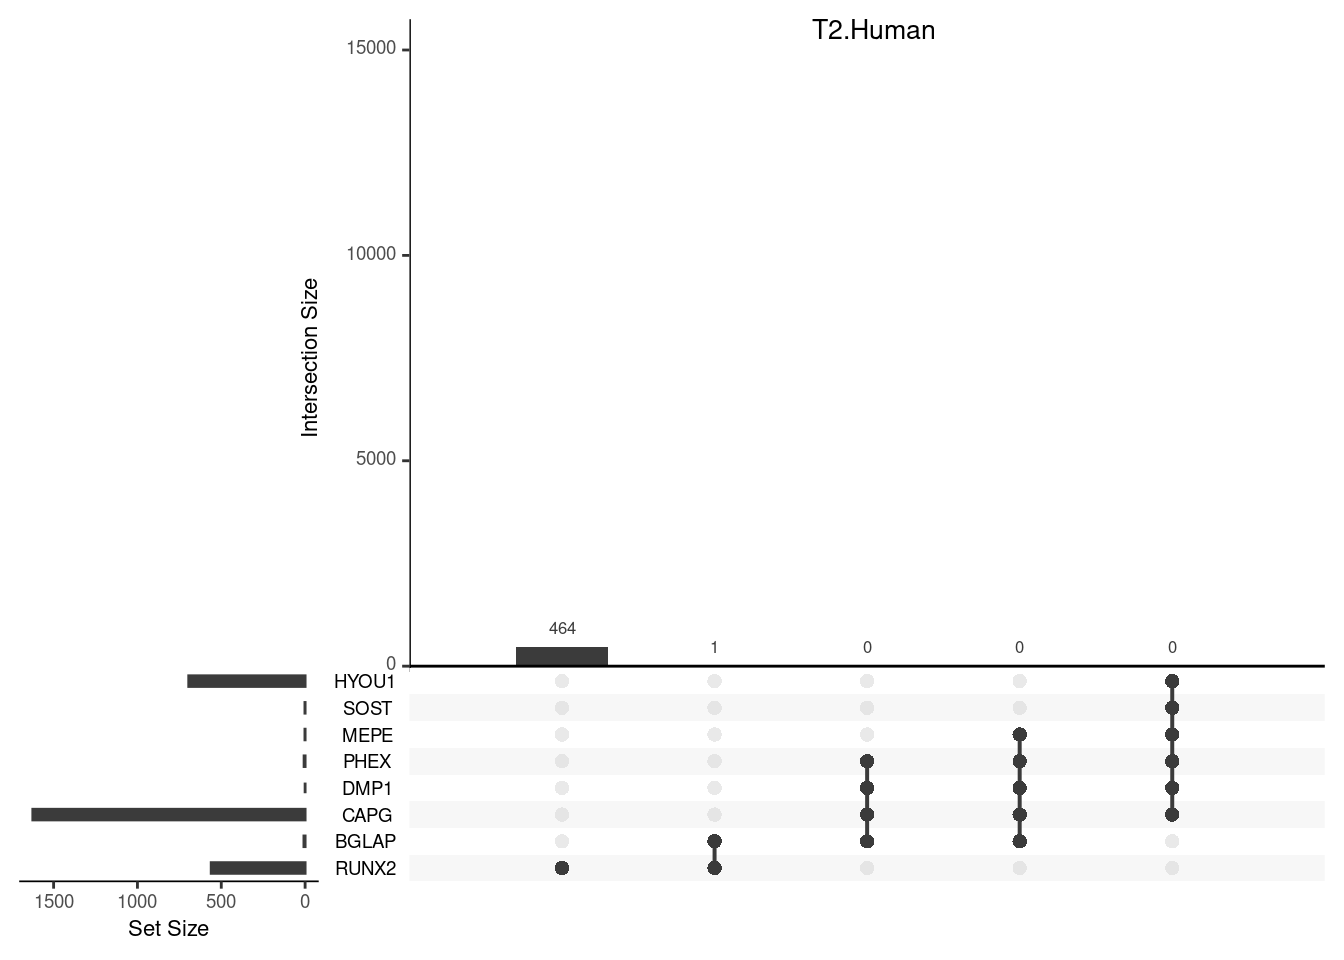 T2.Human
15000
10000
5000
0
Intersection Size
464
1
0
0
0
HYOU1
SOST
MEPE
PHEX
DMP1
CAPG
BGLAP
RUNX2
1500
1000
500
0
Set Size